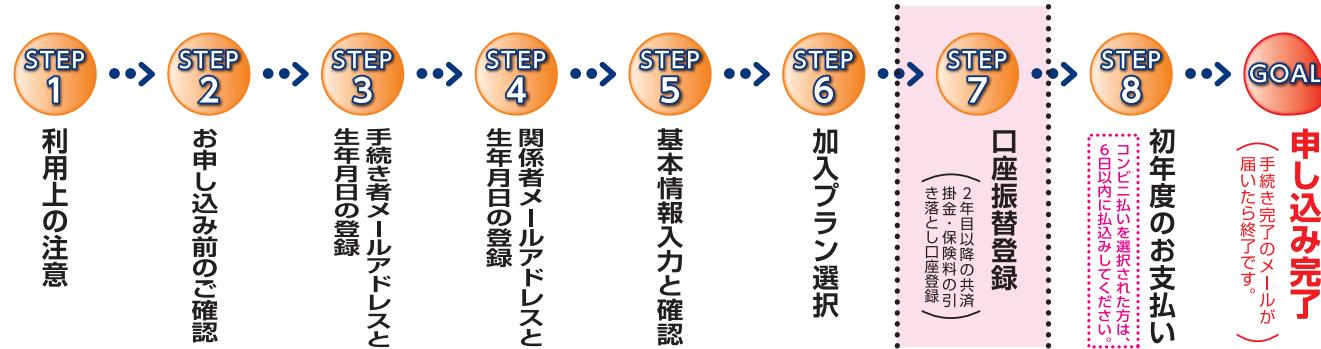 STEP
1
利用上の注意
STEP
2
お申し込み前のご確認
STEP
3
手続き者メールアドレスと
生年月日の登録
STEP
4
関係者メールアドレスと
生年月日の登録
STEP
5
基本情報入力と確認
STEP
6
加入プラン選択
STEP
7
口座振替登録
(2年目以降の共済
掛金・保険料の引
き落とし口座登録)
STEP
8
初年度のお支払い
コンビニ払いを選択された方は、
6日以内に払込みしてください。
GOAL
申し込み完了
(手続き完了のメールが
届いたら終了です。)